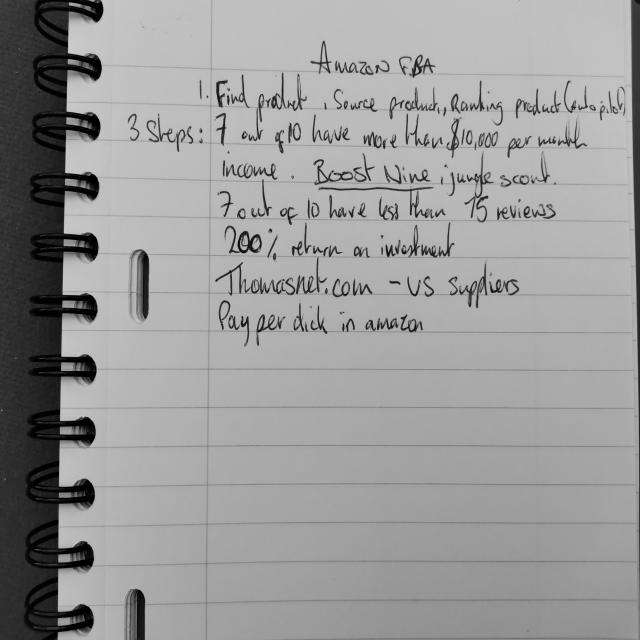 Amazon FBA
1. Find product, Source product, Ranking product (auto pilot)
3 Steps: 7 out of 10 have more than $10,000 per month
income. Boost Nine, jungle scout.
7 out of 10 have less than 75 reviews
200% return on investment
Thomasnet.com - US suppliers
Pay per click in amazon